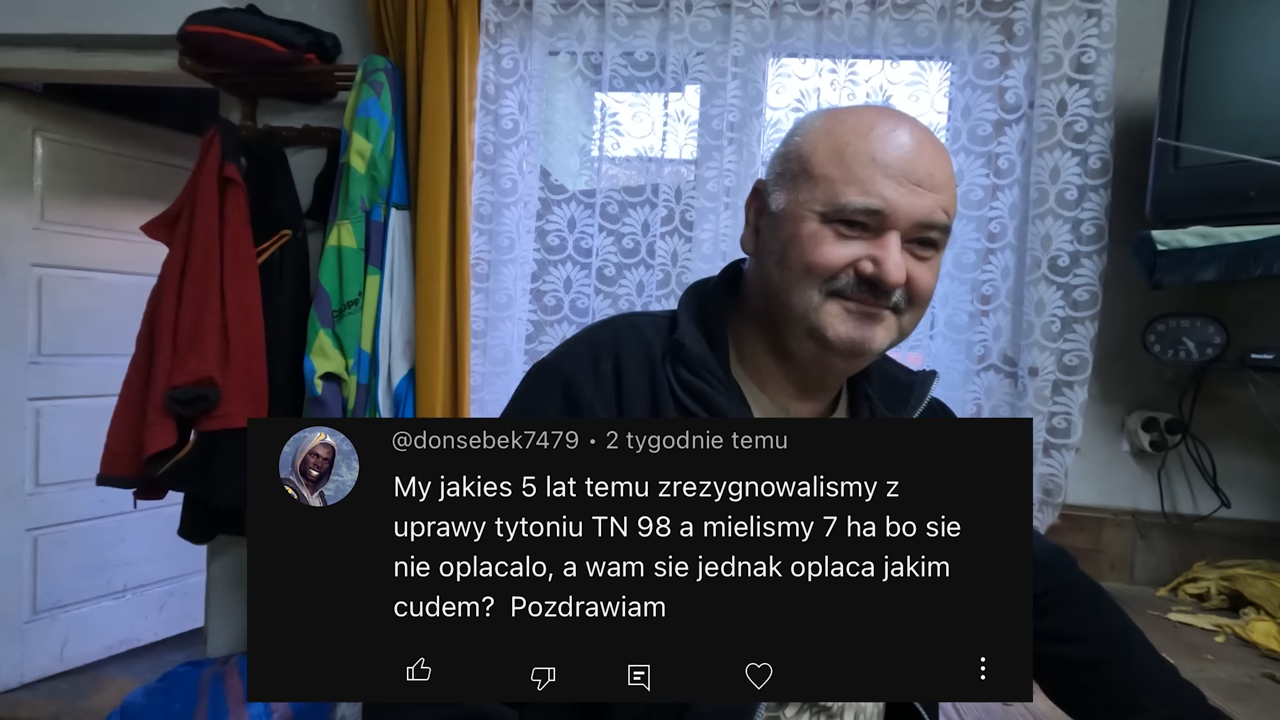 @donsebek7479 • 2 tygodnie temu
My jakies 5 lat temu zrezygnowalismy z
uprawy tytoniu TN 98 a mielismy 7 ha bo sie
nie oplacalo, a wam sie jednak oplaca jakim
cudem?  Pozdrawiam